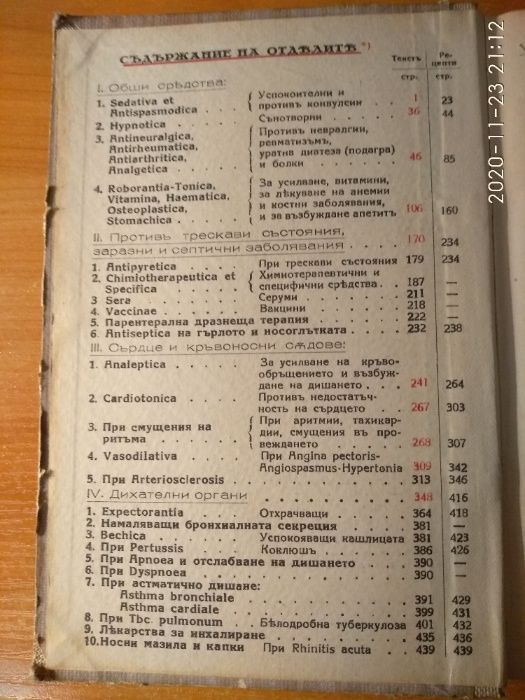 СѪДЪРЖАНИЕ НА ОТДѢЛИТѢ *)
Текстъ Рецепти
стр. стр.
I. Общи срѣдства:
1. Sedativa et Antispasmodica . . . . { Успокоителни и противъ конвулсии . . 1 23
2. Hypnotica . . . . Сънотворни . . . . 36 44
3. Antineuralgica, Antirheumatica, Antiarthritica, Analgetica . . . . { Противъ невралгии, ревматизъмъ, уратна диатеза (подагра) и болки . . . . 46 85
4. Roborantia-Tonica, Vitamina, Haematica, Osteoplastica, Stomachica . . . . { За усилване, витамини, за лѣкуване на анемии и костни заболявания, и за възбуждане апетитъ 106 160
II. Противъ трескави състояния,
заразни и септични заболявания . . . . 170 234
1. Antipyretica . . . При трескави състояния 179 234
2. Chimiotherapeutica et Specifica . . . . { Химиотерапевтични и специфични срѣдства . . 187 —
3 Sera . . . . Серуми . . . . 211 —
4. Vaccinae . . . . Вакцини . . . . 218 —
5. Парентерална дразнеща терапия . . . . 222 —
6. Antiseptica на гърлото и носоглътката . . . . 232 238
III. Сърдце и кръвоносни сѫдове:
1. Analeptica . . . . { За усилване на кръвообръщението и възбуждане на дишането . . . 241 264
2. Cardiotonica . . . . Противъ недостатъчность на сърдцето . . . 267 303
3. При смущения на ритъма . . . . { При аритмии, тахикардии, смущения въ провеждането . . . . 268 307
4. Vasodilativa . . . . При Angina pectoris-Angiospasmus-Hypertonia 309 342
5. При Arteriosclerosis . . . . 313 346
IV. Дихателни органи . . . . 348 416
1. Expectorantia . . . . Отхрачващи . . . . 364 418
2. Намаляващи бронхиалната секреция . . . . 381 —
3. Bechica . . . . Успокояващи кашлицата 381 423
4. При Pertussis . . . Коклюшъ . . . . 386 426
5. При Apnoea и отслабване на дишането . . . . 390 —
6. При Dyspnoea . . . . 390 —
7. При астматично дишане:
Asthma bronchiale . . . . 391 429
Asthma cardiale . . . . 399 431
8. При Tbc. pulmonum . . Бѣлодробна туберкулоза 401 432
9. Лѣкарства за инхалиране . . . . 435 436
10. Носни мазила и капки При Rhinitis acuta . . 439 439
2020-11-23 21:12